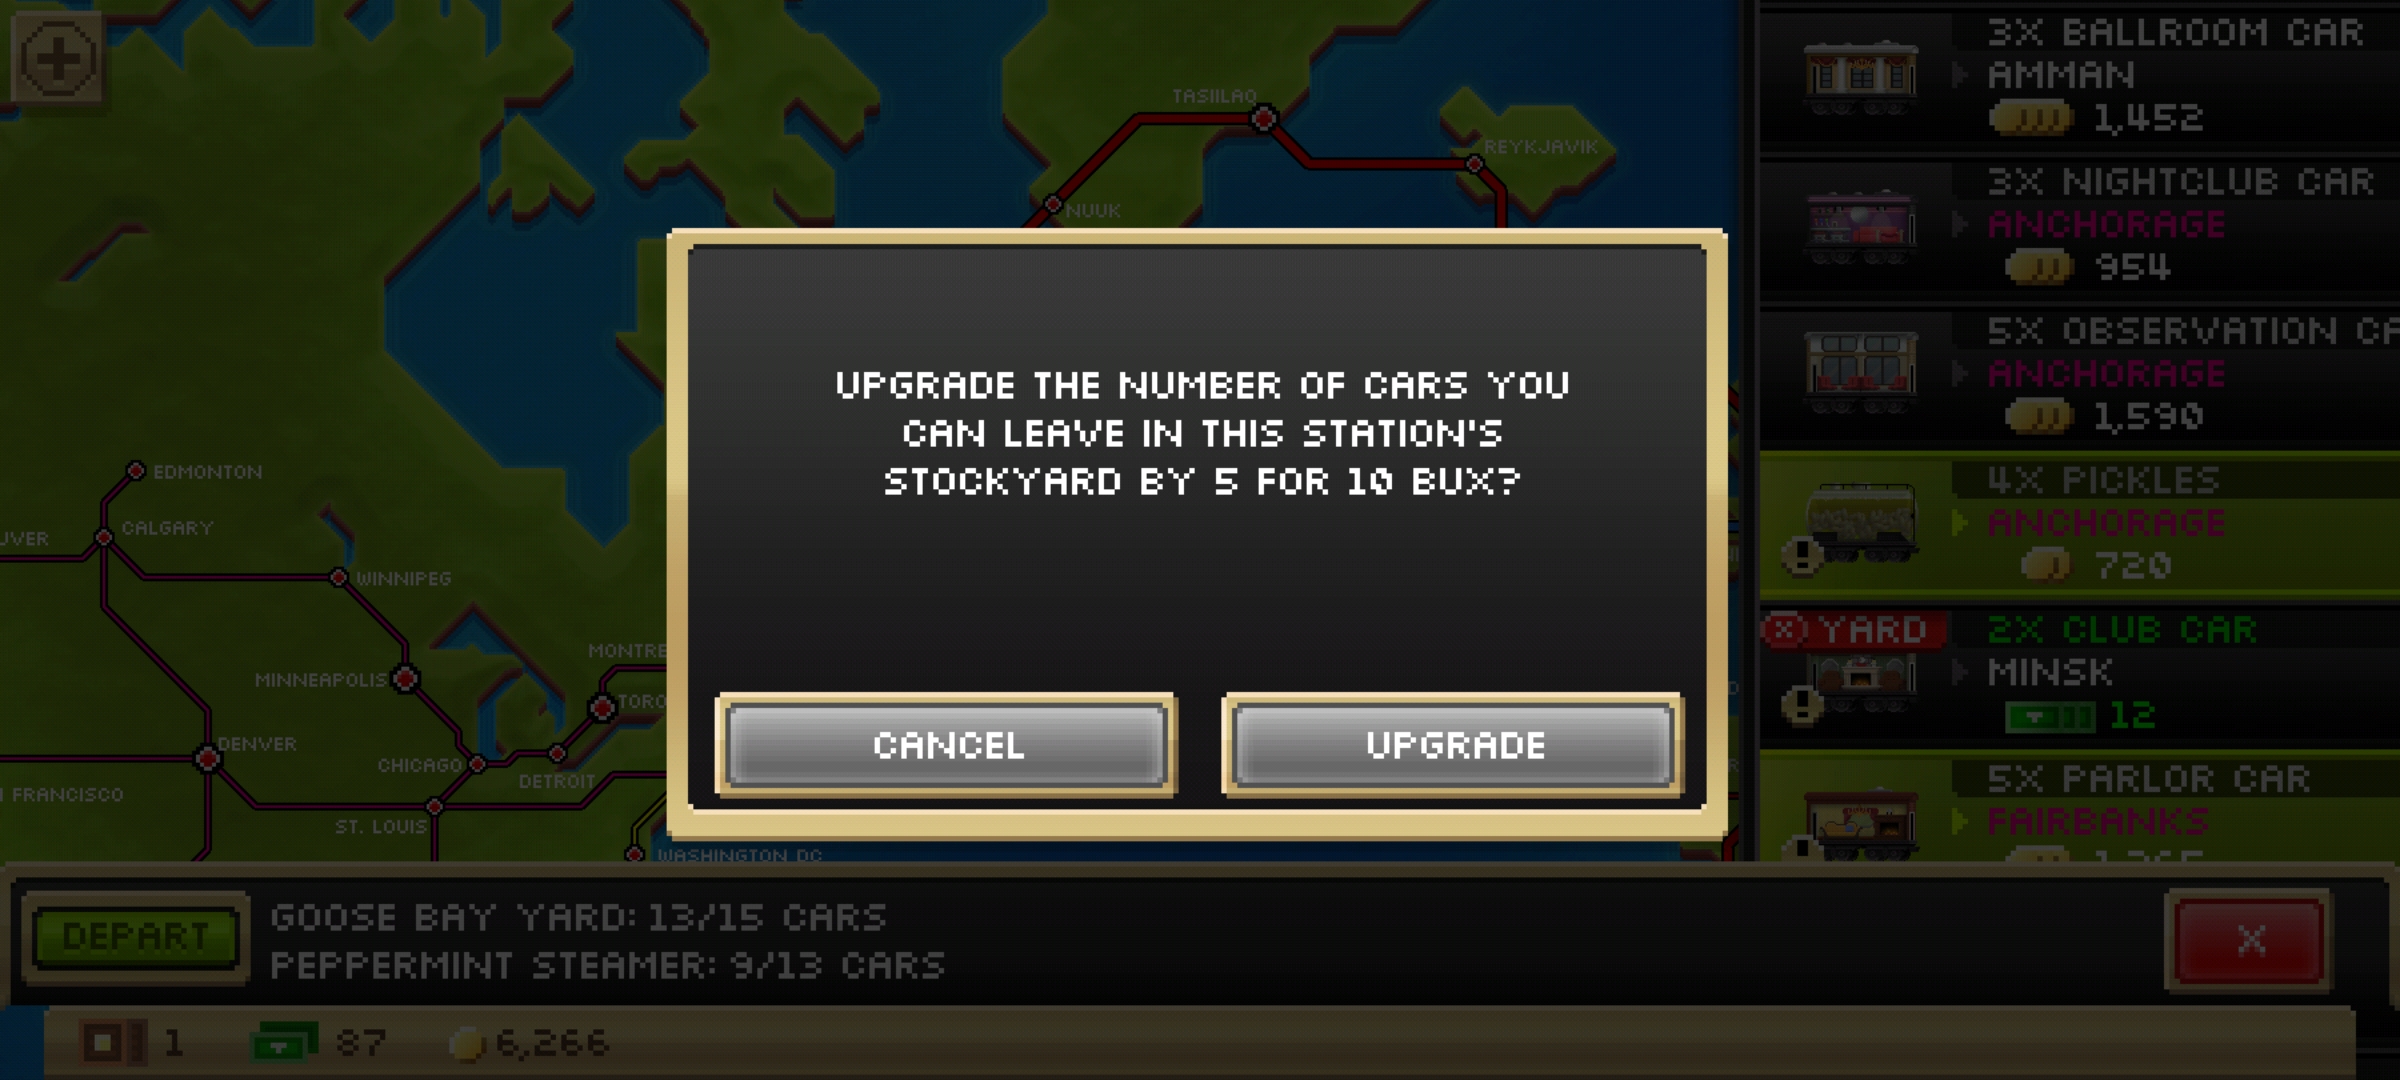 3X BALLROOM CAR
AMMAN
1,452
3X NIGHTCLUB CAR
ANCHORAGE
954
5X OBSERVATION
ANCHORAGE
1,590
4X PICKLES
ANCHORAGE
720
YARD
2X CLUB CAR
MINSK
12
5X PARLOR CAR
FAIRBANKS
TASIILAQ
REYKJAVIK
NUUK
EDMONTON
CALGARY
WINNIPEG
MINNEAPOLIS
DENVER
CHICAGO
DETROIT
FRANCISCO
ST. LOUIS
WASHINGTON DC
UPGRADE THE NUMBER OF CARS YOU
CAN LEAVE IN THIS STATION'S
STOCKYARD BY 5 FOR 10 BUX?
CANCEL
UPGRADE
DEPART
GOOSE BAY YARD: 13/15 CARS
PEPPERMINT STEAMER: 9/13 CARS
X
1
87
6,266